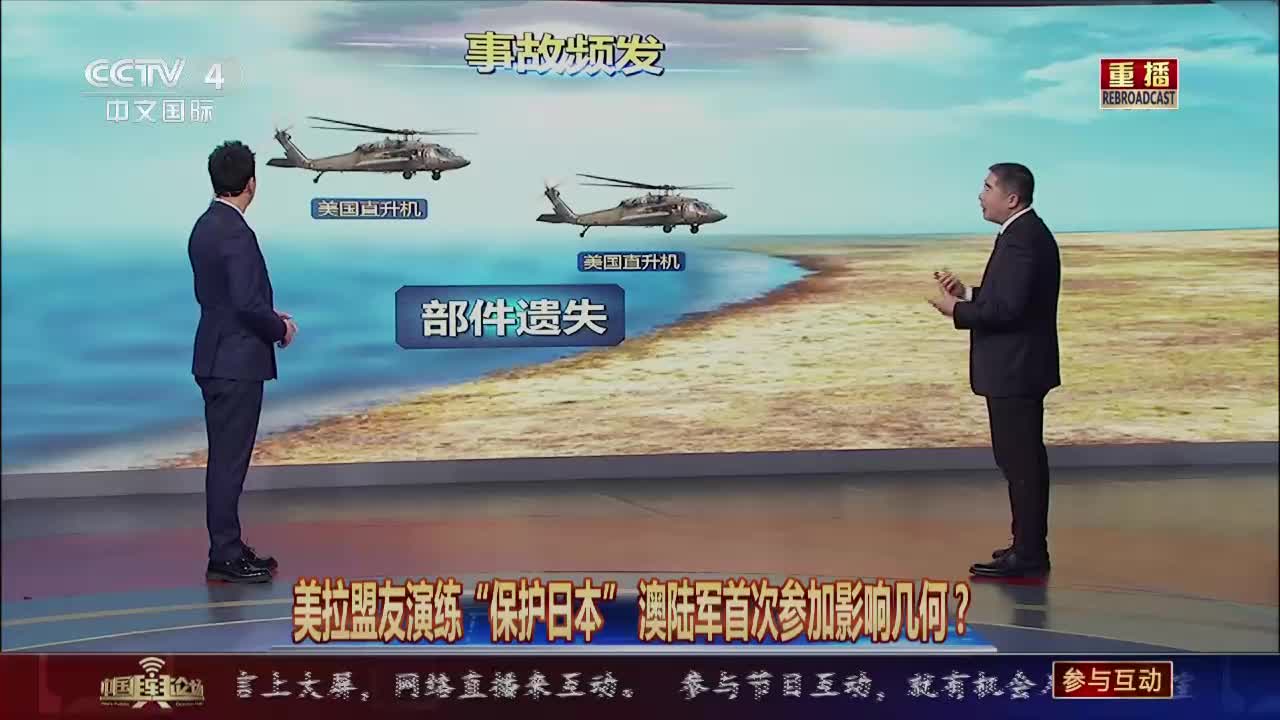 事故频发
CCTV 4
中文国际
重播
REBROADCAST
美国直升机
美国直升机
部件遗失
美拉盟友演练“保护日本” 澳陆军首次参加影响几何？
中国舆论场
言上大屏，网络直播来互动。 参与节目互动，就有机会
参与互动